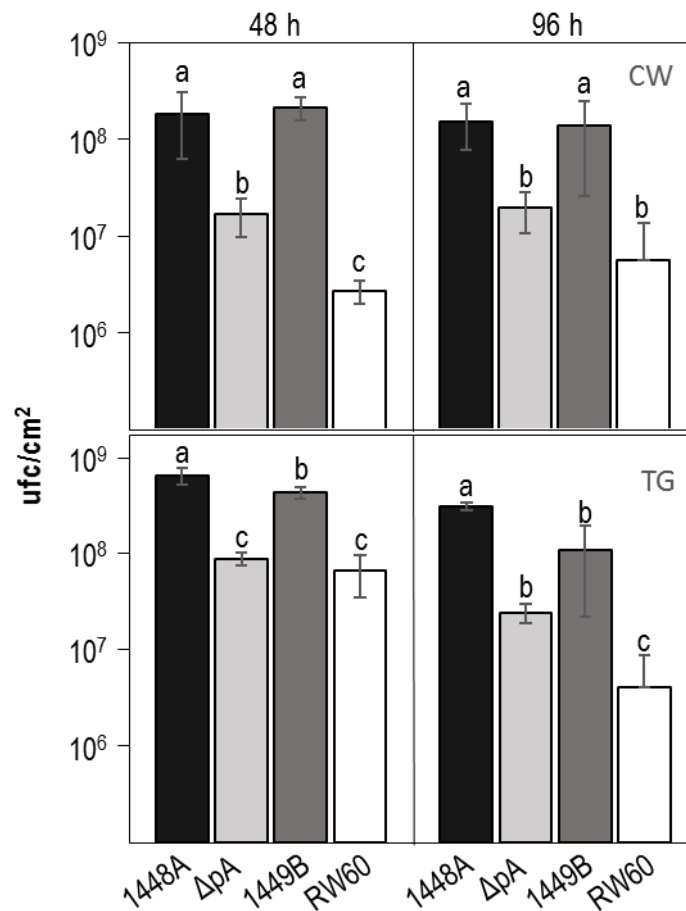 48 h 96 h
10⁹ CW
a a a a
10⁸
b b b
10⁷
c
10⁶
ufc/cm²
10⁹ TG
a b a
10⁸ c c b
b
10⁷ c
10⁶
1448A ΔpA 1449B RW60 1448A ΔpA 1449B RW60